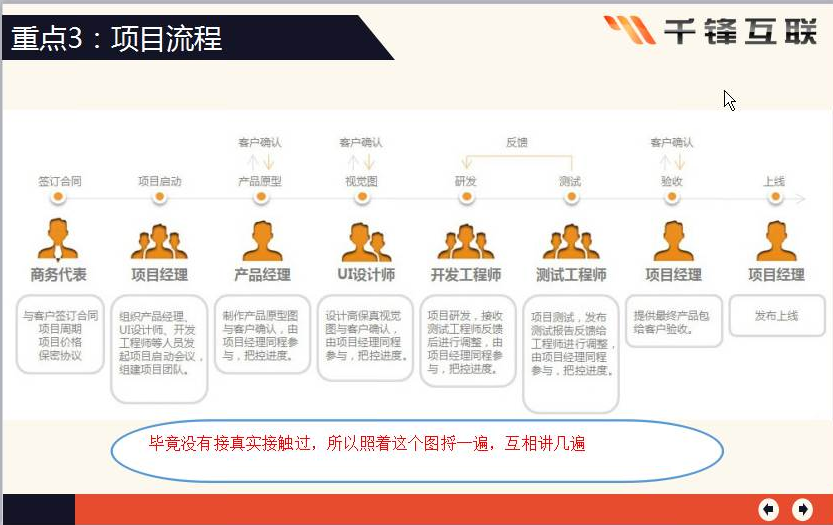 重点3：项目流程
千锋互联
客户确认
客户确认
反馈
客户确认
签订合同
项目启动
产品原型
视觉图
研发
测试
验收
上线
商务代表
项目经理
产品经理
UI设计师
开发工程师
测试工程师
项目经理
项目经理
与客户签订合同
项目周期
项目价格
保密协议
组织产品经理、
UI设计师、开发
工程师等人员发
起项目启动会议，
组建项目团队。
制作产品原型图
与客户确认，由
项目经理同程参
与，把控进度。
设计高保真视觉
图与客户确认，
由项目经理同程
参与，把控进度。
项目研发，接收
测试工程师反馈
后进行调整，由
项目经理同程参
与，把控进度。
项目测试，发布
测试报告反馈给
工程师进行调整，
由项目经理同程
参与，把控进度。
提供最终产品包
给客户验收。
发布上线
毕竟没有接真实接触过，所以照着这个图捋一遍，互相讲几遍